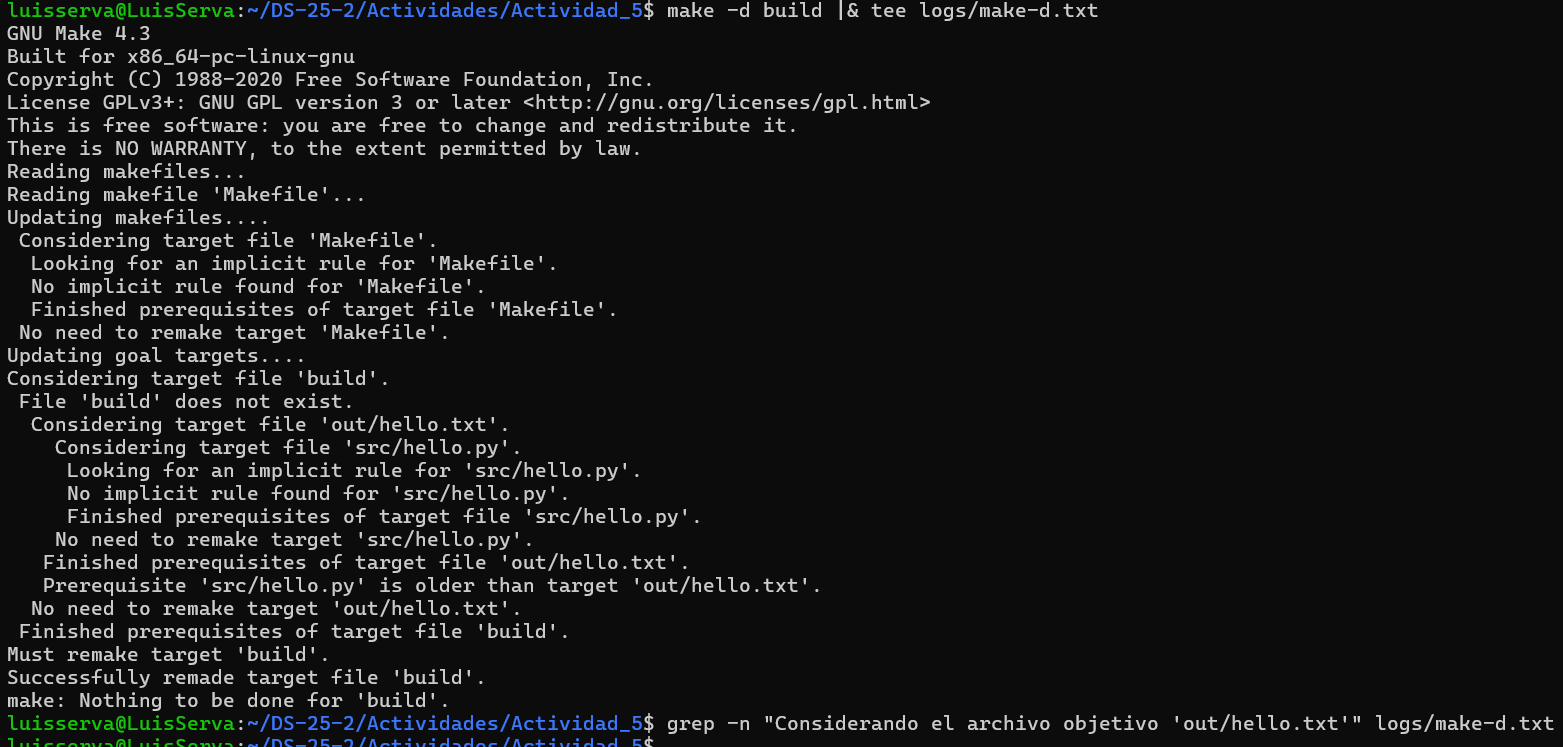 luisserva@LuisServa:~/DS-25-2/Actividades/Actividad_5$ make -d build |& tee logs/make-d.txt
GNU Make 4.3
Built for x86_64-pc-linux-gnu
Copyright (C) 1988-2020 Free Software Foundation, Inc.
License GPLv3+: GNU GPL version 3 or later <http://gnu.org/licenses/gpl.html>
This is free software: you are free to change and redistribute it.
There is NO WARRANTY, to the extent permitted by law.
Reading makefiles...
Reading makefile 'Makefile'...
Updating makefiles....
 Considering target file 'Makefile'.
  Looking for an implicit rule for 'Makefile'.
  No implicit rule found for 'Makefile'.
  Finished prerequisites of target file 'Makefile'.
 No need to remake target 'Makefile'.
Updating goal targets....
Considering target file 'build'.
 File 'build' does not exist.
  Considering target file 'out/hello.txt'.
    Considering target file 'src/hello.py'.
     Looking for an implicit rule for 'src/hello.py'.
     No implicit rule found for 'src/hello.py'.
     Finished prerequisites of target file 'src/hello.py'.
    No need to remake target 'src/hello.py'.
   Finished prerequisites of target file 'out/hello.txt'.
   Prerequisite 'src/hello.py' is older than target 'out/hello.txt'.
  No need to remake target 'out/hello.txt'.
 Finished prerequisites of target file 'build'.
Must remake target 'build'.
Successfully remade target file 'build'.
make: Nothing to be done for 'build'.
luisserva@LuisServa:~/DS-25-2/Actividades/Actividad_5$ grep -n "Considerando el archivo objetivo 'out/hello.txt'" logs/make-d.txt
luisserva@LuisServa:~/DS-25-2/Actividades/Actividad_5$